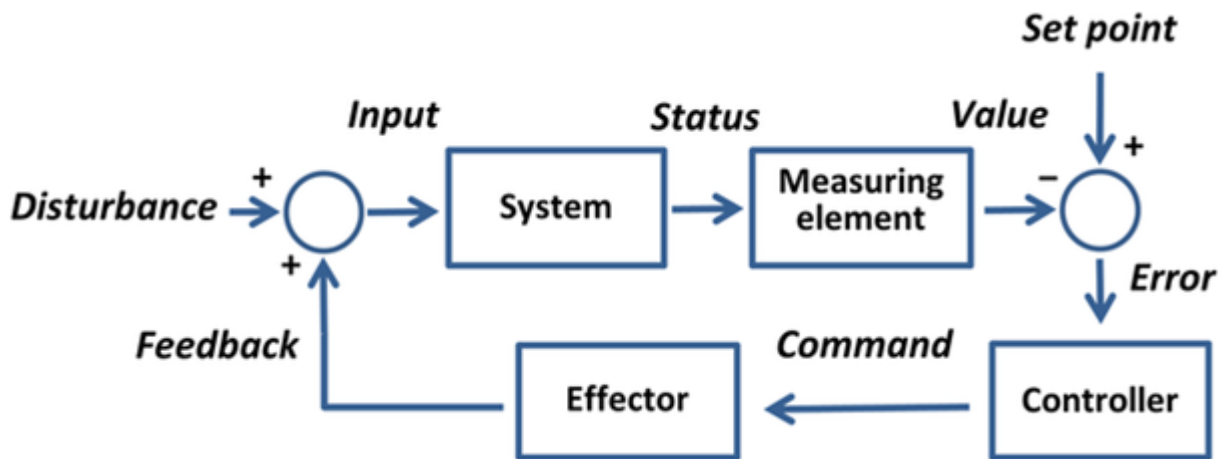 Set point
Input
Status
Value
+
Disturbance
+
System
Measuring
element
−
+
Error
Feedback
Command
Effector
Controller